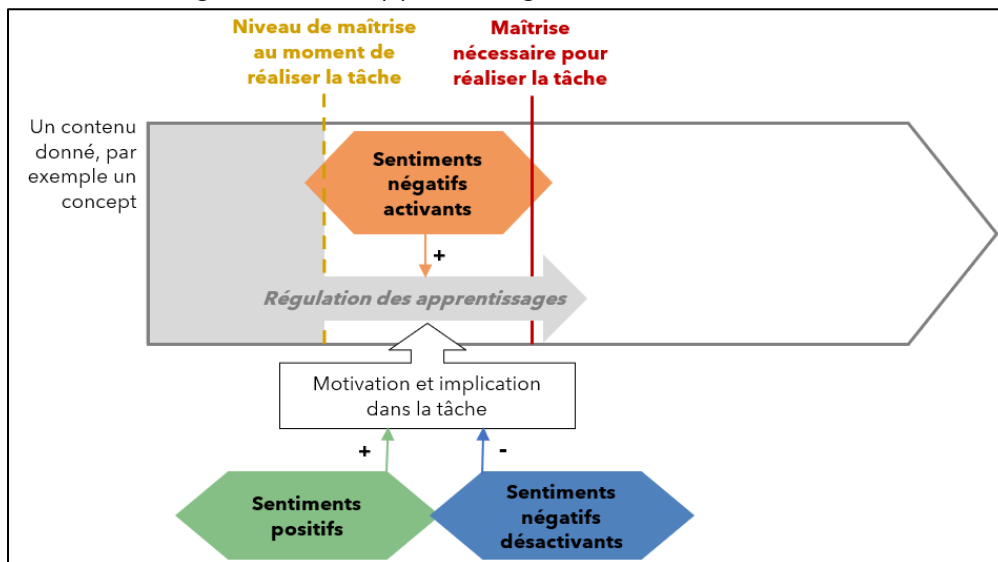 Niveau de maîtrise
au moment de
réaliser la tâche
Maîtrise
nécessaire pour
réaliser la tâche
Un contenu
donné, par
exemple un
concept
Sentiments
négatifs
activants
+
Régulation des apprentissages
Motivation et implication
dans la tâche
+
-
Sentiments
positifs
Sentiments
négatifs
désactivants